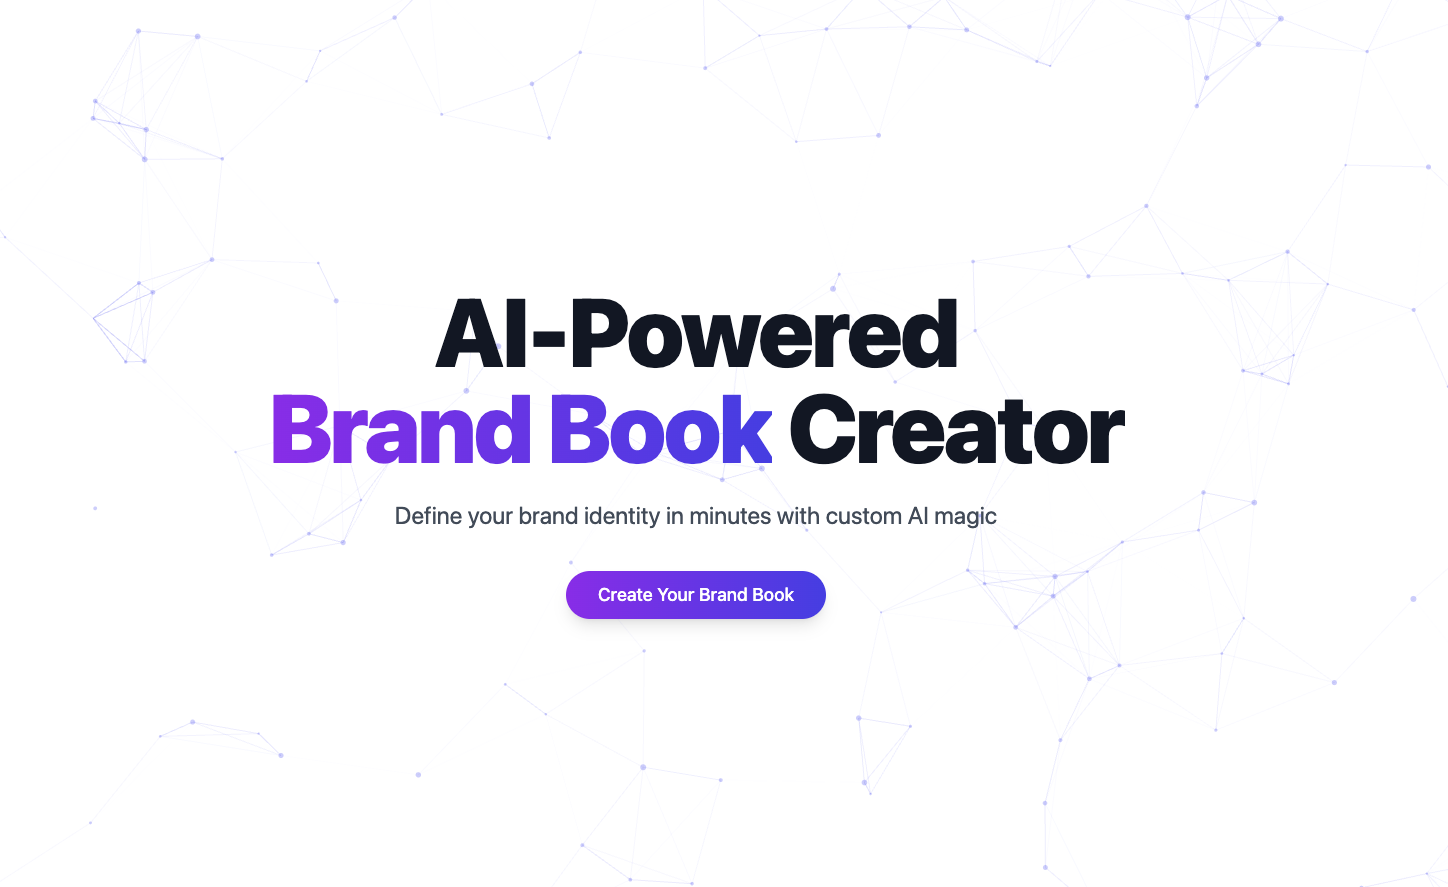 AI-Powered
Brand Book Creator
Define your brand identity in minutes with custom AI magic
Create Your Brand Book